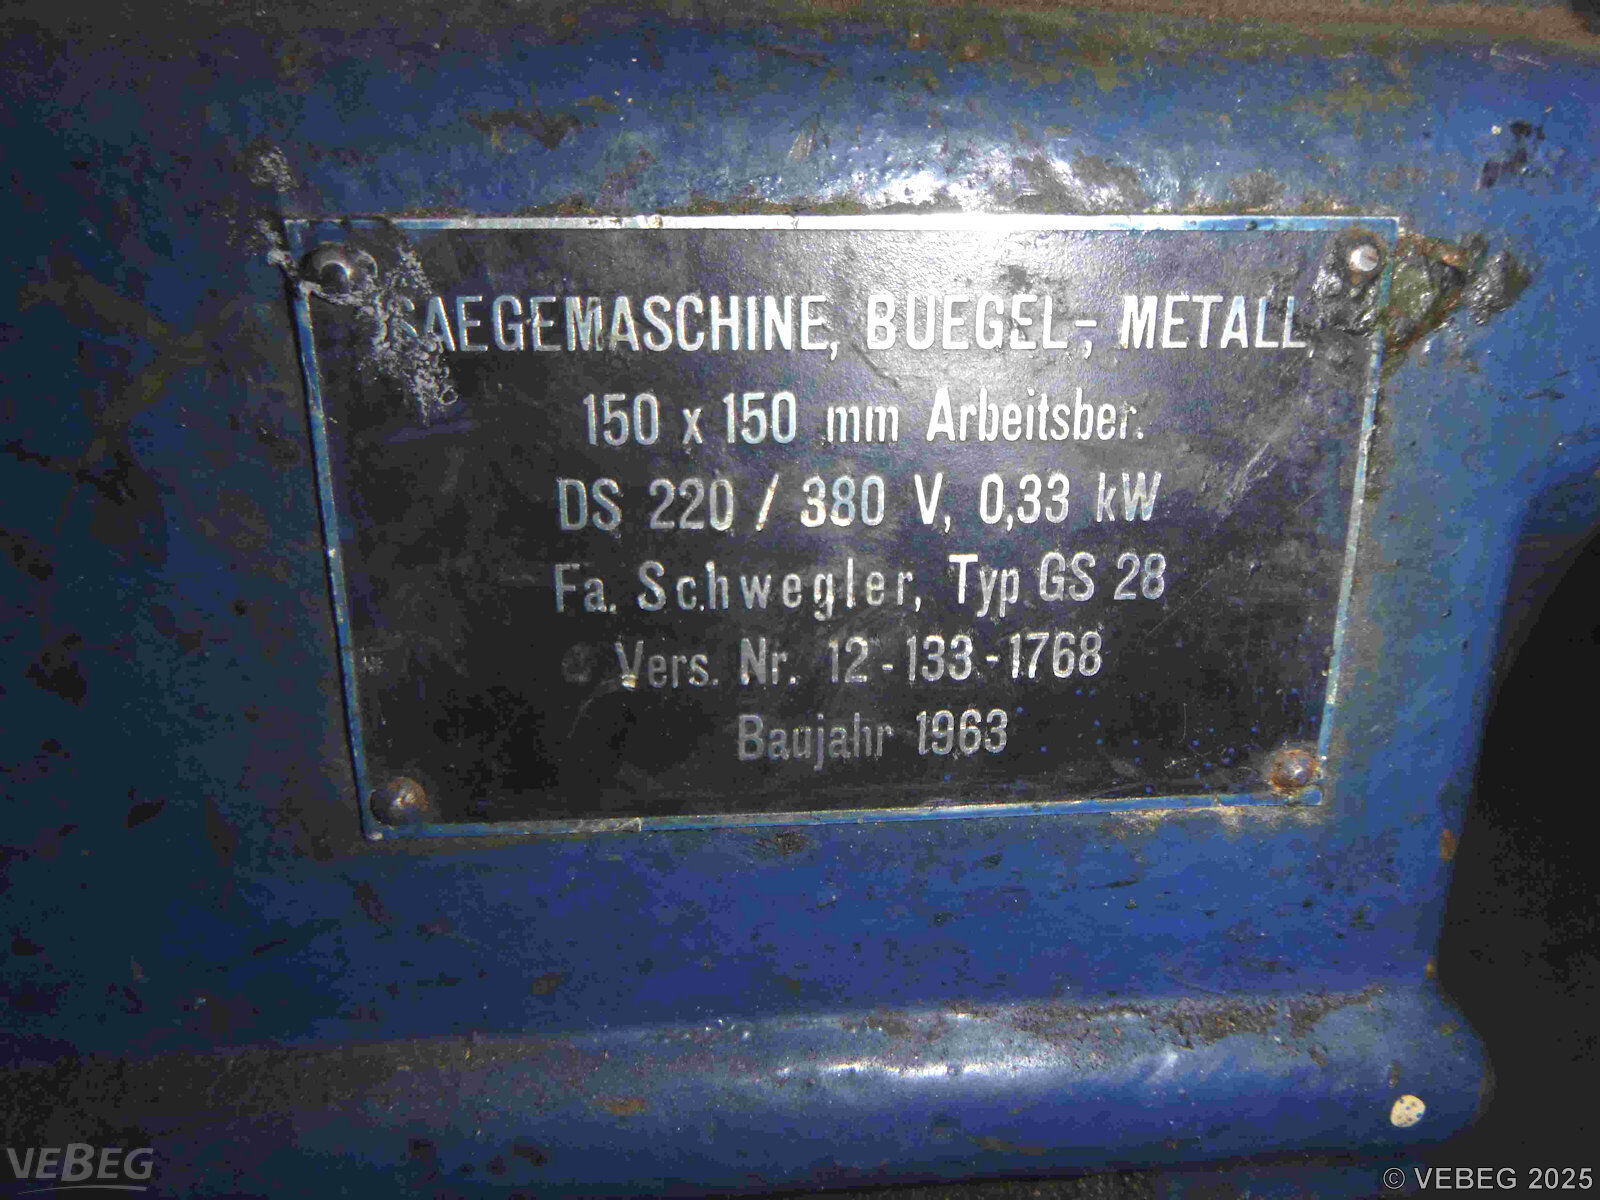 SAEGEMASCHINE, BUEGEL-, METALL
150 x 150 mm Arbeitsber.
DS 220 / 380 V, 0,33 kW
Fa. Schwegler, Typ GS 28
Vers. Nr. 12-133-1768
Baujahr 1963
VEBEG
© VEBEG 2025